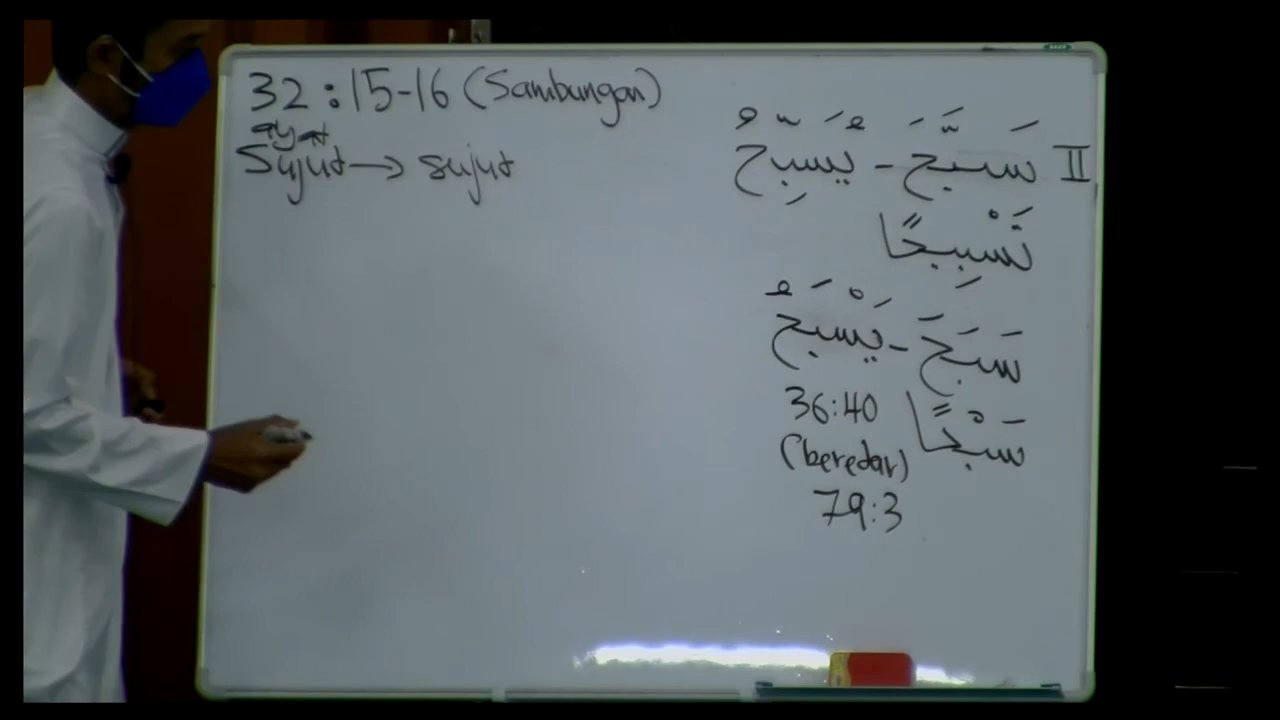 32:15-16 (Sambungan)
ayat
Sujud → sujud
II سَبَّحَ - يُسَبِّحُ
تَسْبِيحًا
سَبَحَ - يَسْبَحُ
سَبْحًا
36:40
(beredar)
79:3